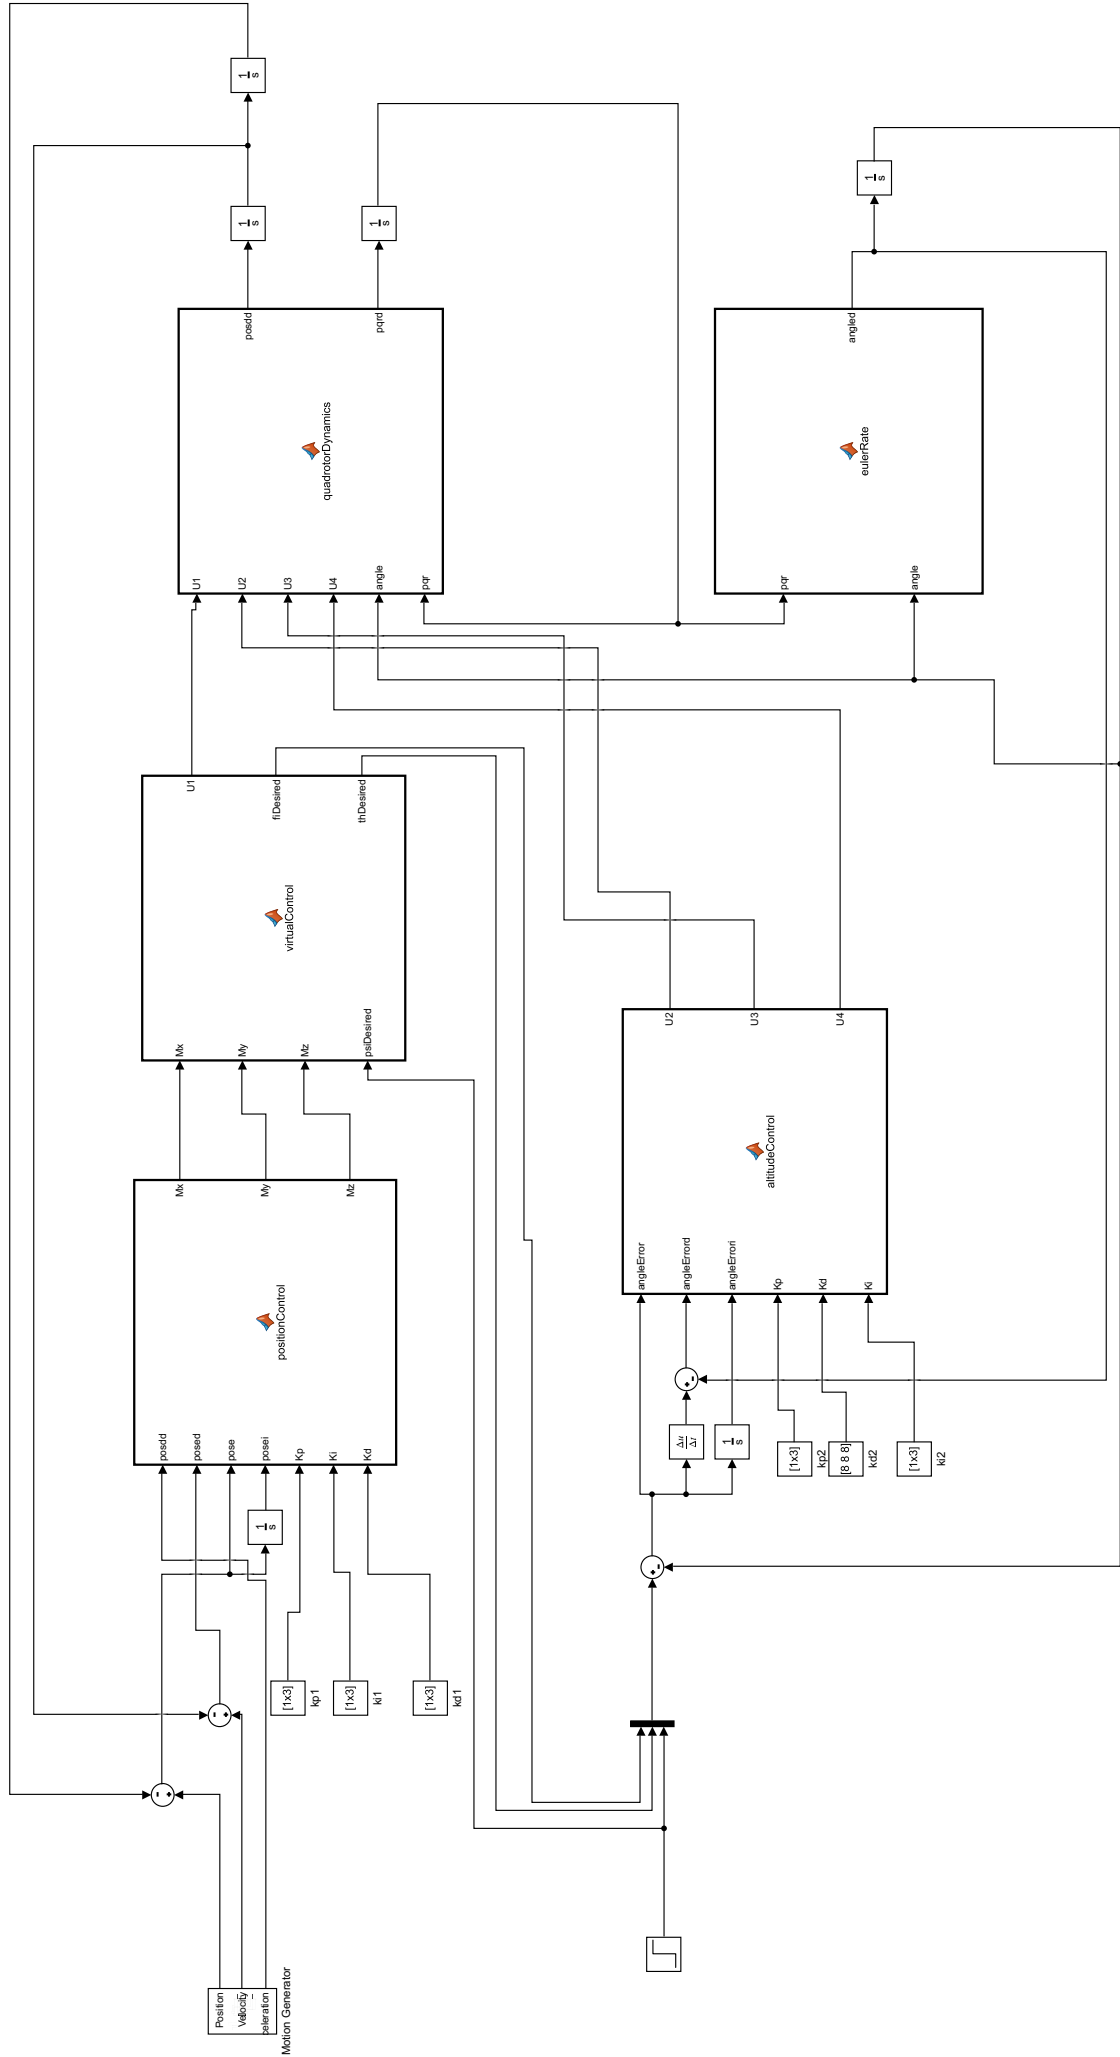 Position
Velocity
celeration
Motion Generator
[1x3]
kp1
[1x3]
ki1
[1x3]
kd1
-
+
-
+
1
s
posdd
posed
pose
posei
Kp
Ki
Kd
positionControl
Mx
My
Mz
Mx
My
Mz
psiDesired
virtualControl
U1
fiDesired
thDesired
U1
U2
U3
U4
angle
pqr
quadrotorDynamics
posdd
pqrd
1
s
1
s
1
s
+
-
Δu
Δt
1
s
+
-
[1x3]
kp2
[8 8 8]
kd2
[1x3]
ki2
angleError
angleErrord
angleErrori
Kp
Kd
Ki
altitudeControl
U2
U3
U4
pqr
angle
eulerRate
angled
1
s